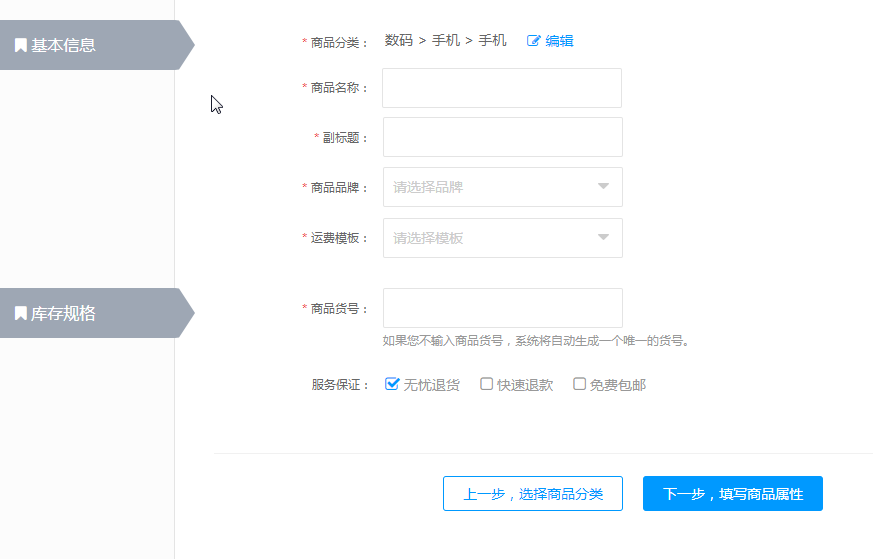 基本信息
* 商品分类： 数码 > 手机 > 手机 编辑
* 商品名称：
* 副标题：
* 商品品牌： 请选择品牌
* 运费模板： 请选择模板
库存规格
* 商品货号：
如果您不输入商品货号，系统将自动生成一个唯一的货号。
服务保证： 无忧退货 快速退款 免费包邮
上一步，选择商品分类 下一步，填写商品属性